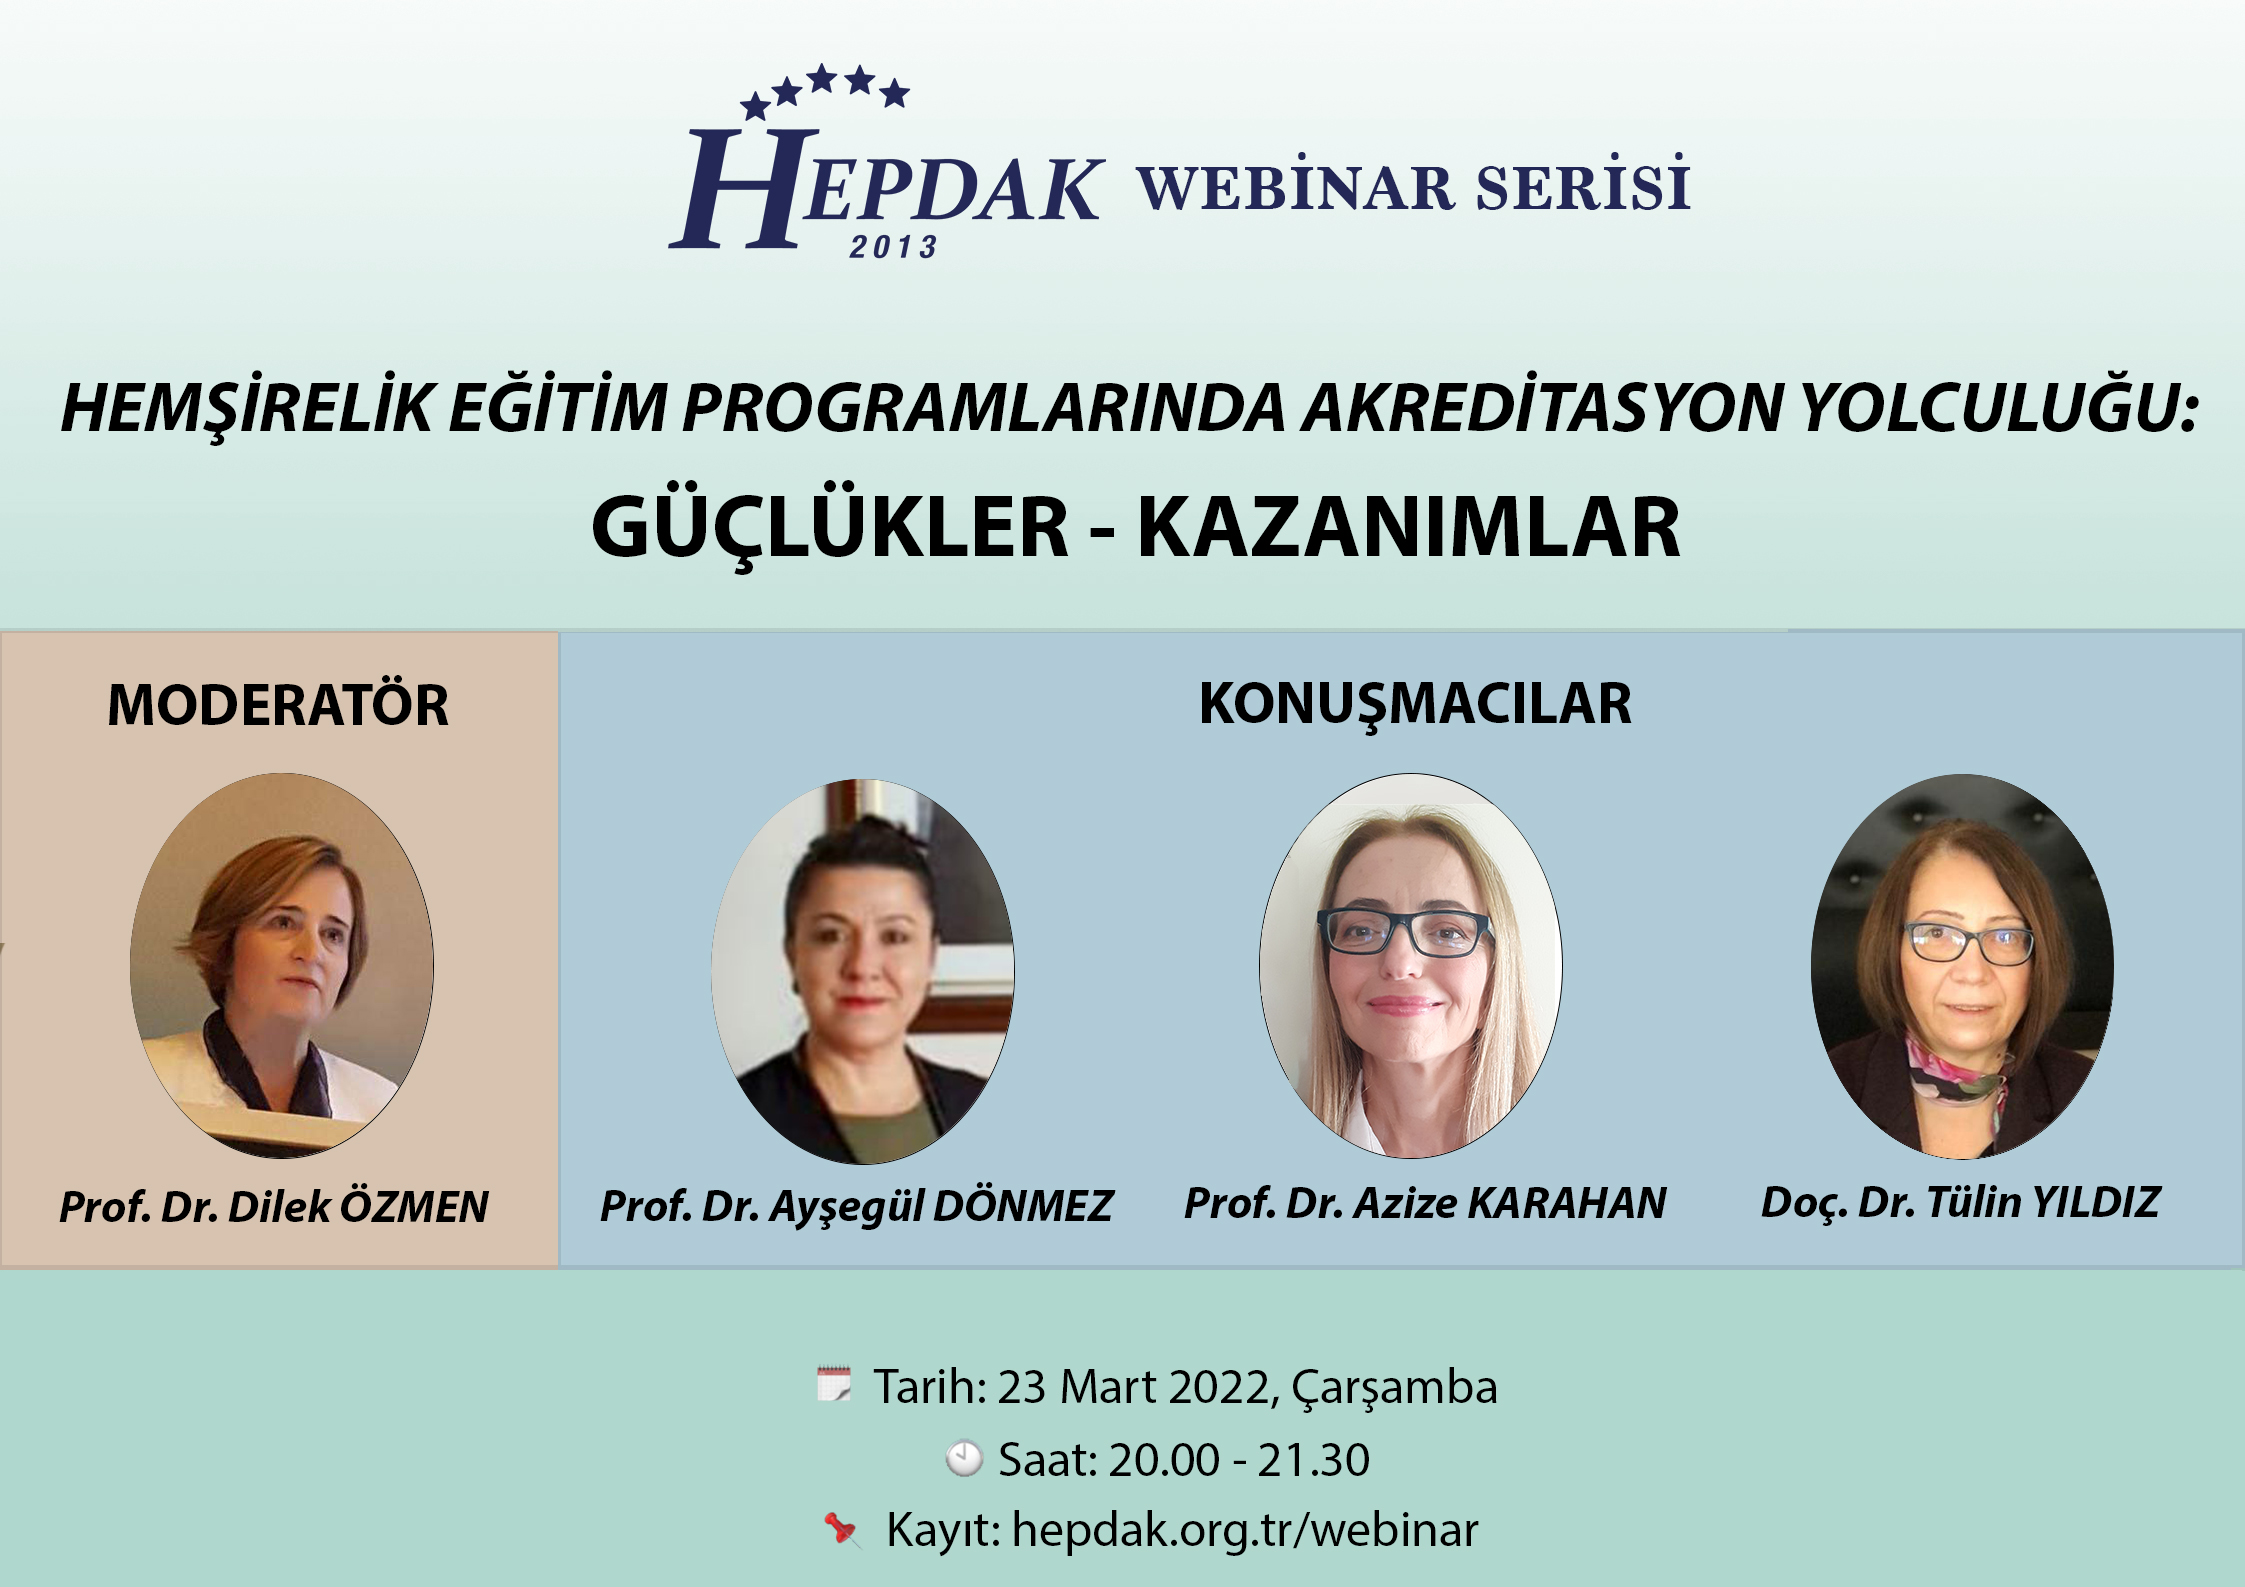 HEPDAK WEBİNAR SERİSİ
2013
HEMŞİRELİK EĞİTİM PROGRAMLARINDA AKREDİTASYON YOLCULUĞU:
GÜÇLÜKLER - KAZANIMLAR
MODERATÖR
Prof. Dr. Dilek ÖZMEN
KONUŞMACILAR
Prof. Dr. Ayşegül DÖNMEZ
Prof. Dr. Azize KARAHAN
Doç. Dr. Tülin YILDIZ
Tarih: 23 Mart 2022, Çarşamba
Saat: 20.00 - 21.30
Kayıt: hepdak.org.tr/webinar